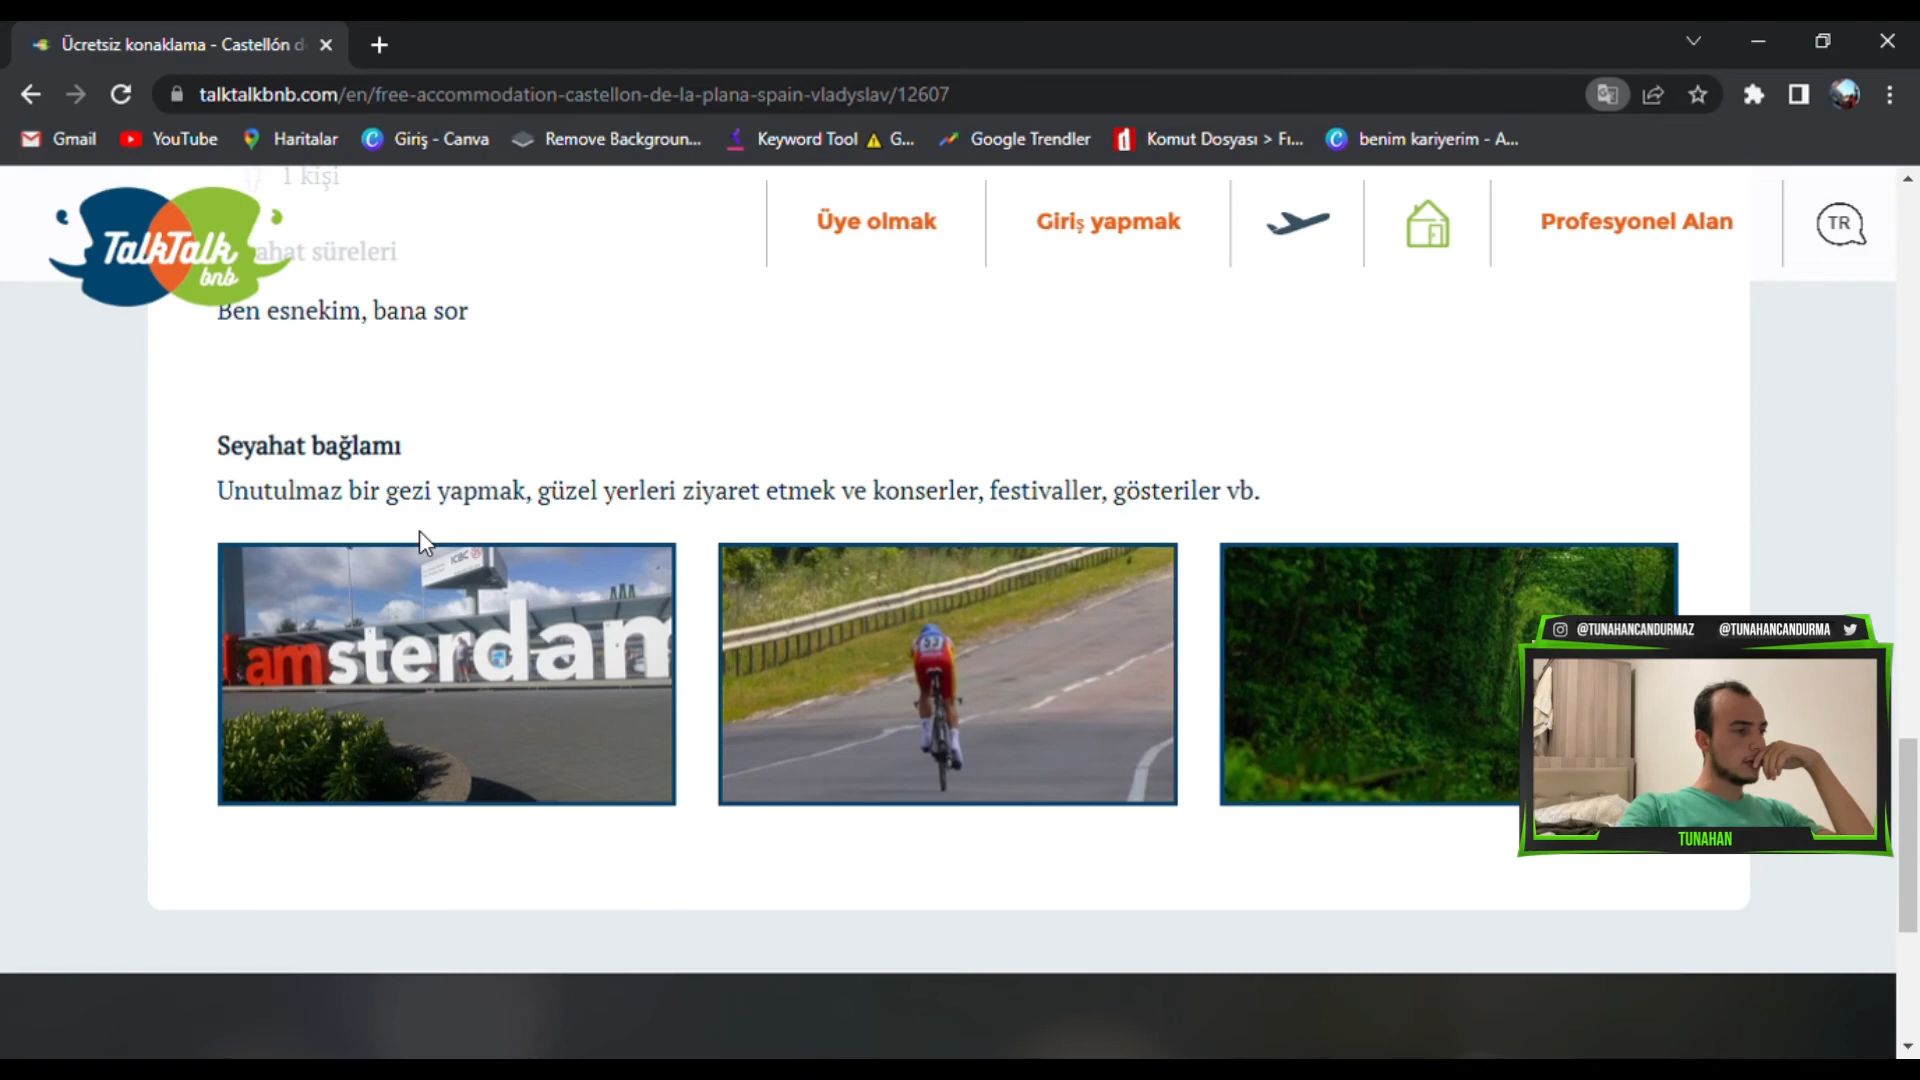 Ücretsiz konaklama - Castellón d
talktalkbnb.com/en/free-accommodation-castellon-de-la-plana-spain-vladyslav/12607
Gmail
YouTube
Haritalar
Giriş - Canva
Remove Backgroun...
Keyword Tool ⚠ G...
Google Trendler
Komut Dosyası > Fı...
benim kariyerim - A...
1 kişi
TalkTalk
bnb
Üye olmak
Giriş yapmak
Profesyonel Alan
TR
ahat süreleri
Ben esnekim, bana sor
Seyahat bağlamı
Unutulmaz bir gezi yapmak, güzel yerleri ziyaret etmek ve konserler, festivaller, gösteriler vb.
ICBC
I amsterdam
@TUNAHANCANDURMAZ
@TUNAHANCANDURMA
TUNAHAN